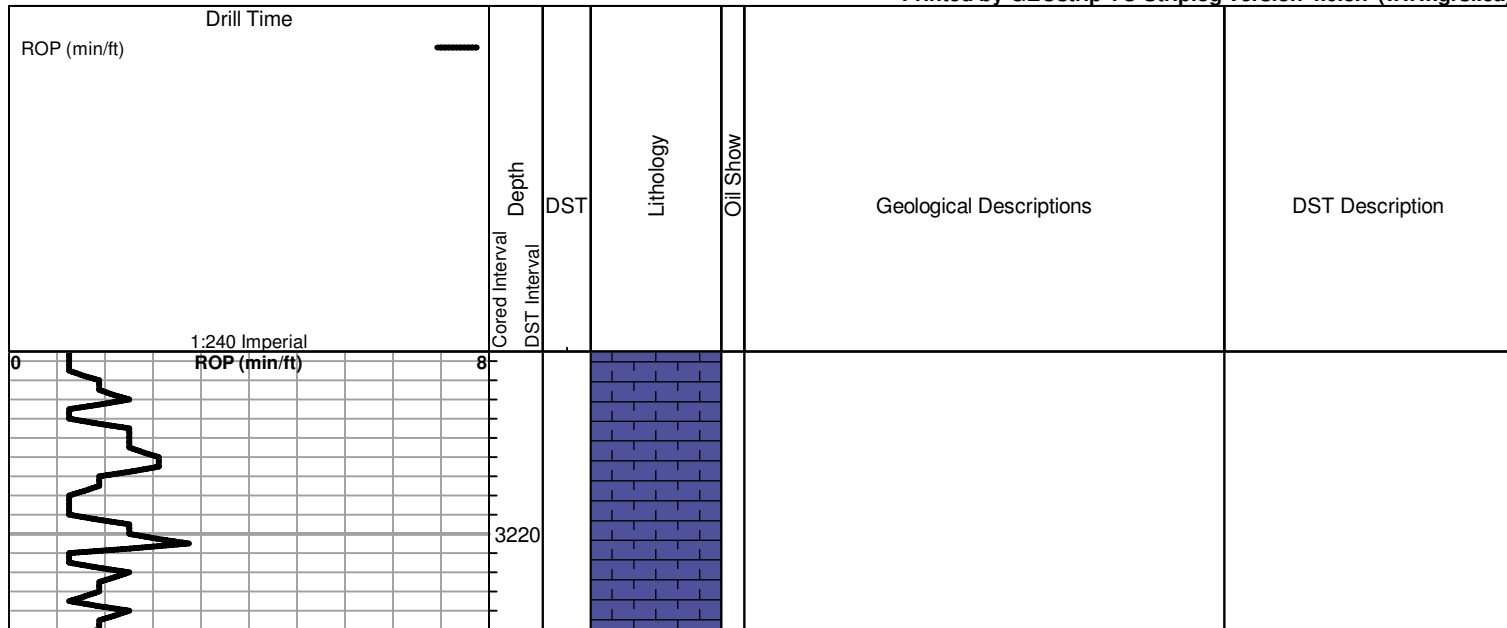 Drill Time
ROP (min/ft)
Cored Interval
Depth
DST Interval
DST
Lithology
Oil Show
Geological Descriptions
DST Description
1:240 Imperial
0 ROP (min/ft) 8
3220